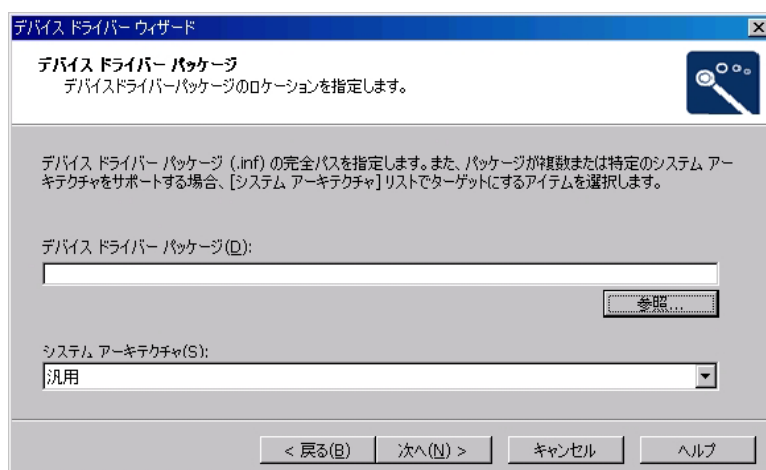 デバイス ドライバー ウィザード
デバイス ドライバー パッケージ
デバイスドライバーパッケージのロケーションを指定します。
デバイス ドライバー パッケージ (.inf) の完全パスを指定します。また、パッケージが複数または特定のシステム アー
キテクチャをサポートする場合、[システム アーキテクチャ] リストでターゲットにするアイテムを選択します。
デバイス ドライバー パッケージ(D):
参照...
システム アーキテクチャ(S):
汎用
< 戻る(B)
次へ(N) >
キャンセル
ヘルプ